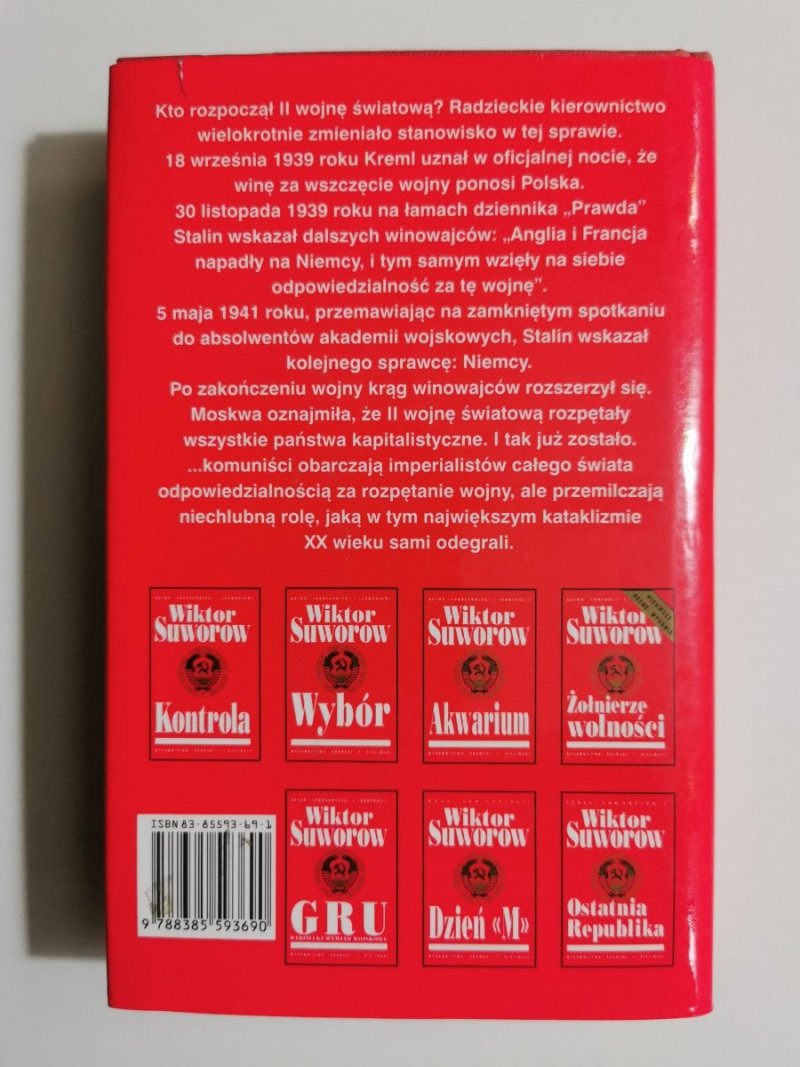 Kto rozpoczął II wojnę światową? Radzieckie kierownictwo
wielokrotnie zmieniało stanowisko w tej sprawie.
18 września 1939 roku Kreml uznał w oficjalnej nocie, że
winę za wszczęcie wojny ponosi Polska.
30 listopada 1939 roku na łamach dziennika „Prawda”
Stalin wskazał dalszych winowajców: „Anglia i Francja
napadły na Niemcy, i tym samym wzięły na siebie
odpowiedzialność za tę wojnę”.
5 maja 1941 roku, przemawiając na zamkniętym spotkaniu
do absolwentów akademii wojskowych, Stalin wskazał
kolejnego sprawcę: Niemcy.
Po zakończeniu wojny krąg winowajców rozszerzył się.
Moskwa oznajmiła, że II wojnę światową rozpętały
wszystkie państwa kapitalistyczne. I tak już zostało.
...komuniści obarczają imperialistów całego świata
odpowiedzialnością za rozpętanie wojny, ale przemilczają
niechlubną rolę, jaką w tym największym kataklizmie
XX wieku sami odegrali.
Wiktor
Suworow
Kontrola
Wiktor
Suworow
Wybór
Wiktor
Suworow
Akwarium
PIERWSZE
PEŁNE WYDANIE
Wiktor
Suworow
Żołnierze
wolności
ISBN 83-85593-69-1
9 788385 593690
Wiktor
Suworow
GRU
RADZIECKI WYWIAD WOJSKOWY
Wiktor
Suworow
Dzień «M»
Wiktor
Suworow
Ostatnia
Republika